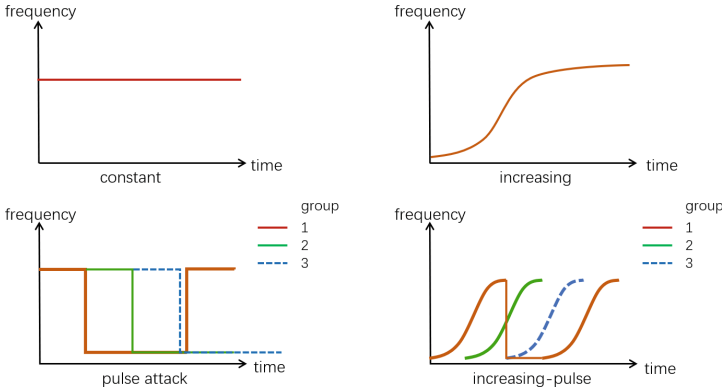 frequency
time
constant
frequency
time
increasing
frequency
group
1
2
3
time
pulse attack
frequency
group
1
2
3
time
increasing-pulse